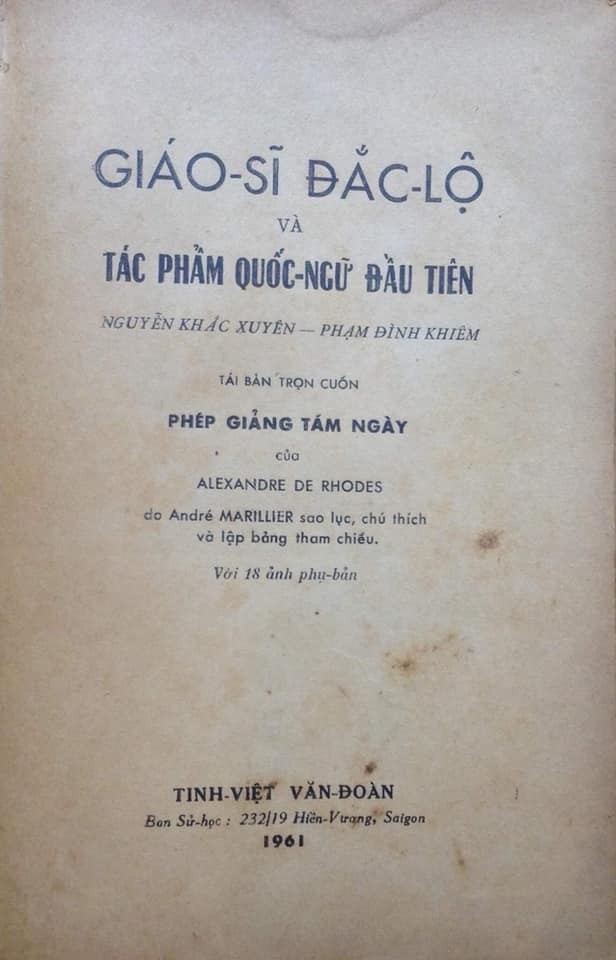 GIÁO-SĨ ĐẮC-LỘ
VÀ
TÁC PHẨM QUỐC-NGỮ ĐẦU TIÊN
NGUYỄN KHẮC XUYÊN — PHẠM ĐÌNH KHIÊM
TÁI BẢN TRỌN CUỐN
PHÉP GIẢNG TÁM NGÀY
của
ALEXANDRE DE RHODES
do André MARILLIER sao lục, chú thích
và lập bảng tham chiếu.
Với 18 ảnh phụ-bản
TINH-VIỆT VĂN-ĐOÀN
Ban Sử-học : 232/19 Hiền-Vương, Saigon
1961